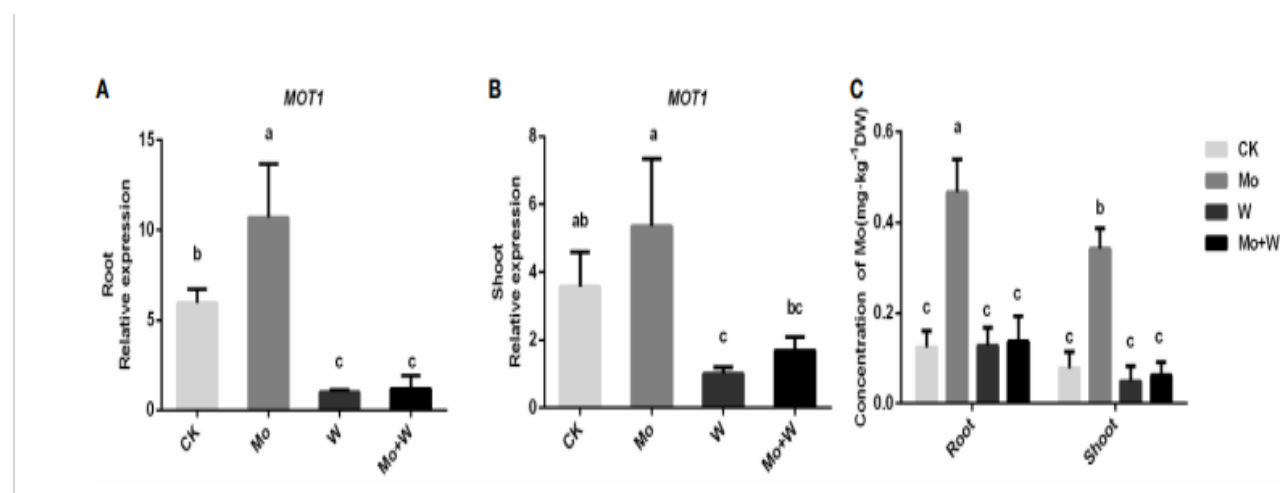 A
MOT1
Root
Relative expression
15
a
10
b
5
c
c
0
CK
Mo
W
Mo+W
B
MOT1
Shoot
Relative expression
8
a
6
ab
4
2
c
bc
0
CK
Mo
W
Mo+W
C
Concentration of Mo(mg·kg⁻¹DW)
0.6
a
0.4
b
0.2
c
c
c
c
c
c
0.0
Root
Shoot
CK
Mo
W
Mo+W